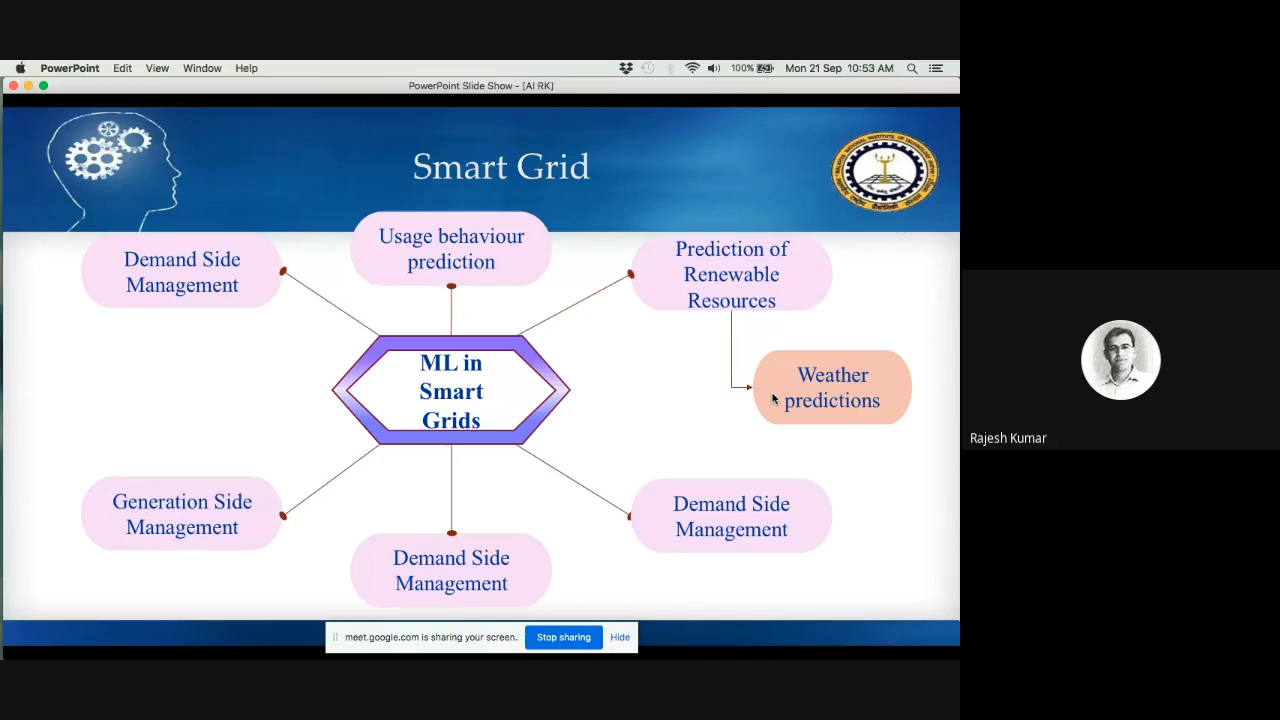 PowerPoint Edit View Window Help
100% Mon 21 Sep 10:53 AM
PowerPoint Slide Show - [AI RK]
Smart Grid
Usage behaviour
prediction
Demand Side
Management
Prediction of
Renewable
Resources
ML in
Smart
Grids
Weather
predictions
Generation Side
Management
Demand Side
Management
Demand Side
Management
meet.google.com is sharing your screen. Stop sharing Hide
Rajesh Kumar